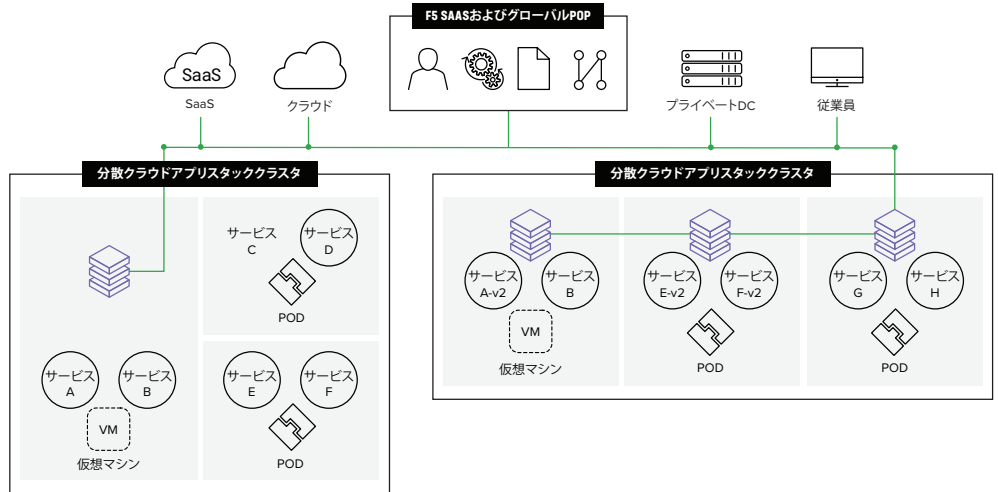 F5 SAASおよびグローバルPOP
SaaS
SaaS
クラウド
プライベートDC
従業員
分散クラウドアプリスタッククラスタ
サービス
C
サービス
D
POD
サービス
A
サービス
B
VM
仮想マシン
サービス
E
サービス
F
POD
分散クラウドアプリスタッククラスタ
サービス
A-v2
サービス
B
VM
仮想マシン
サービス
E-v2
サービス
F-v2
POD
サービス
G
サービス
H
POD